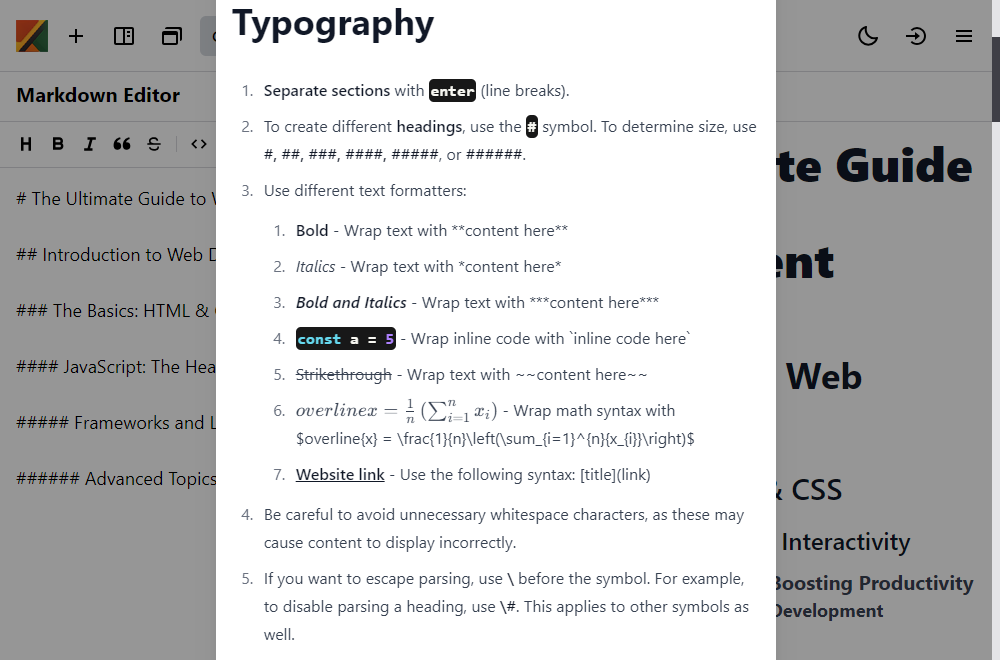 Typography
Markdown Editor
1. Separate sections with enter (line breaks).
2. To create different headings, use the # symbol. To determine size, use
#, ##, ###, ####, #####, or ######.
3. Use different text formatters:
1. Bold - Wrap text with **content here**
2. Italics - Wrap text with *content here*
3. Bold and Italics - Wrap text with ***content here***
4. const a = 5 - Wrap inline code with `inline code here`
5. Strikethrough - Wrap text with ~~content here~~
6. overlinex = \frac{1}{n} (\sum_{i=1}^{n} x_i) - Wrap math syntax with
$overline{x} = \frac{1}{n}\left(\sum_{i=1}^{n}{x_{i}}\right)$
7. Website link - Use the following syntax: [title](link)
4. Be careful to avoid unnecessary whitespace characters, as these may
cause content to display incorrectly.
5. If you want to escape parsing, use \ before the symbol. For example,
to disable parsing a heading, use \#. This applies to other symbols as
well.
H B I S <>
# The Ultimate Guide to
## Introduction to Web
### The Basics: HTML &
#### JavaScript: The
##### Frameworks and
###### Advanced Topics
Guide
Web
CSS
Interactivity
Boosting Productivity
Development